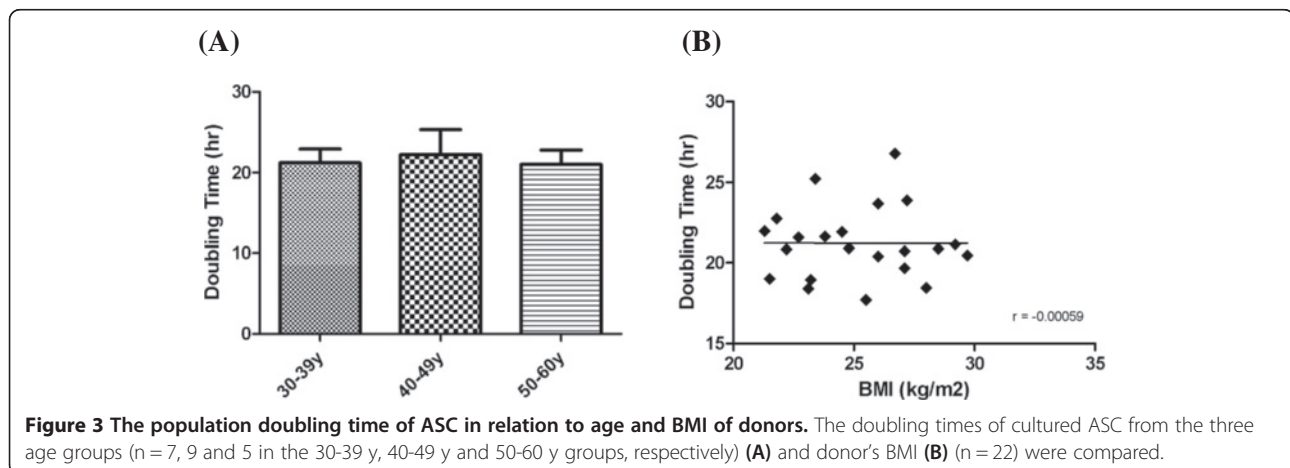 (A)
(B)
30
20
10
0
Doubling Time (hr)
30-39y
40-49y
50-60y
30
25
20
15
Doubling Time (hr)
r = -0.00059
20
25
30
35
BMI (kg/m2)
Figure 3 The population doubling time of ASC in relation to age and BMI of donors. The doubling times of cultured ASC from the three
age groups (n = 7, 9 and 5 in the 30-39 y, 40-49 y and 50-60 y groups, respectively) (A) and donor's BMI (B) (n = 22) were compared.